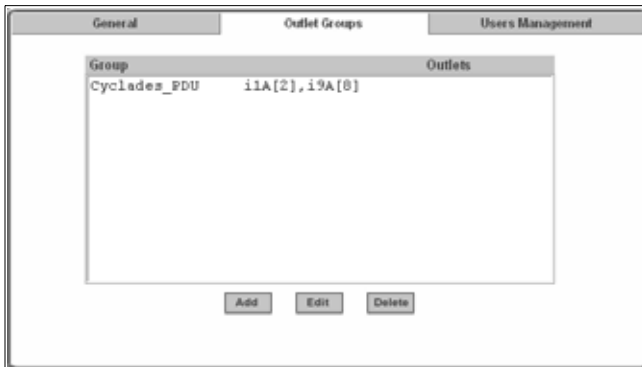 General Outlet Groups Users Management
Group Outlets
Cyclades_PDU i1A[2],i9A[8]
Add Edit Delete